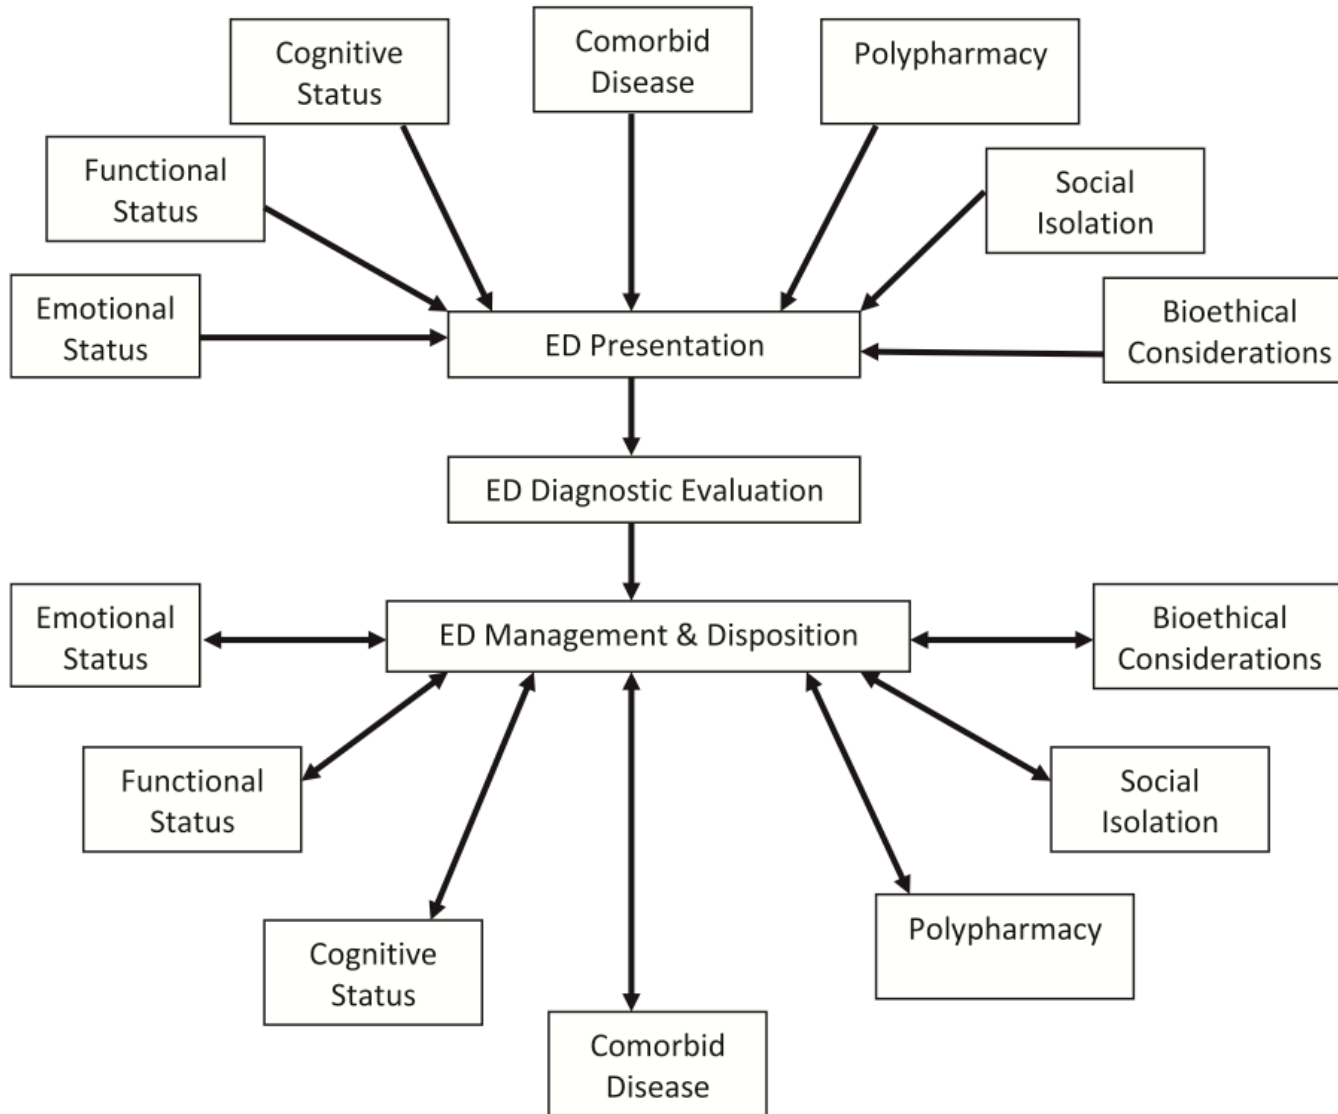 Cognitive
Status
Comorbid
Disease
Polypharmacy
Functional
Status
Social
Isolation
Emotional
Status
ED Presentation
Bioethical
Considerations
ED Diagnostic Evaluation
Emotional
Status
ED Management & Disposition
Bioethical
Considerations
Functional
Status
Social
Isolation
Cognitive
Status
Polypharmacy
Comorbid
Disease